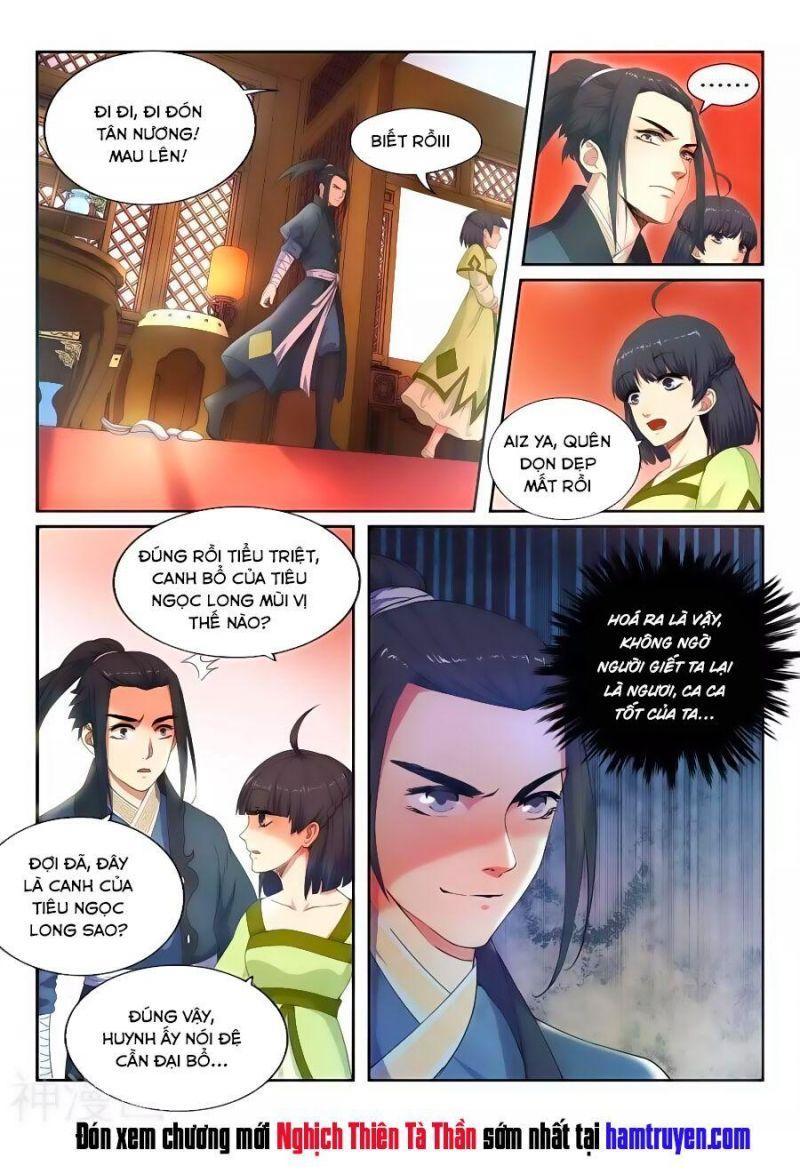 ĐI ĐI, ĐI ĐÓN
TÂN NƯƠNG!
MAU LÊN!
BIẾT RỒIII
......
AIZ YA, QUÊN
DỌN DẸP
MẤT RỒI
ĐÚNG RỒI TIỂU TRIỆT,
CANH BỔ CỦA TIÊU
NGỌC LONG MÙI VỊ
THẾ NÀO?
HOÁ RA LÀ VẬY,
KHÔNG NGỜ
NGƯỜI GIẾT TA LẠI
LÀ NGƯƠI, CA CA
TỐT CỦA TA...
ĐỢI ĐÃ, ĐÂY
LÀ CANH CỦA
TIÊU NGỌC
LONG SAO?
ĐÚNG VẬY,
HUYNH ẤY NÓI ĐỆ
CẦN ĐẠI BỔ...
神漫画
Đón xem chương mới Nghịch Thiên Tà Thần sớm nhất tại hamtruyen.com